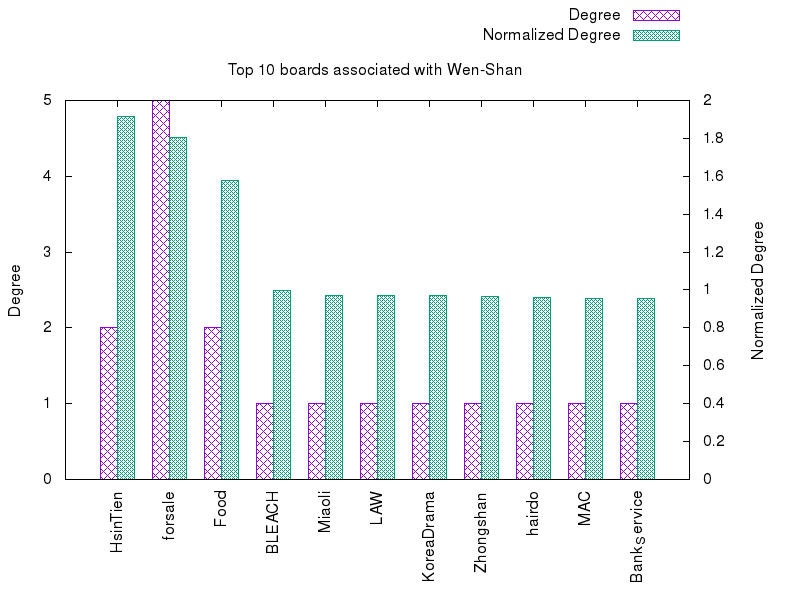 Degree
Normalized Degree
Top 10 boards associated with Wen-Shan
5
4
3
2
1
0
2
1.8
1.6
1.4
1.2
1
0.8
0.6
0.4
0.2
0
Degree
Normalized Degree
HsinTien
forsale
Food
BLEACH
Miaoli
LAW
KoreaDrama
Zhongshan
hairdo
MAC
BankService